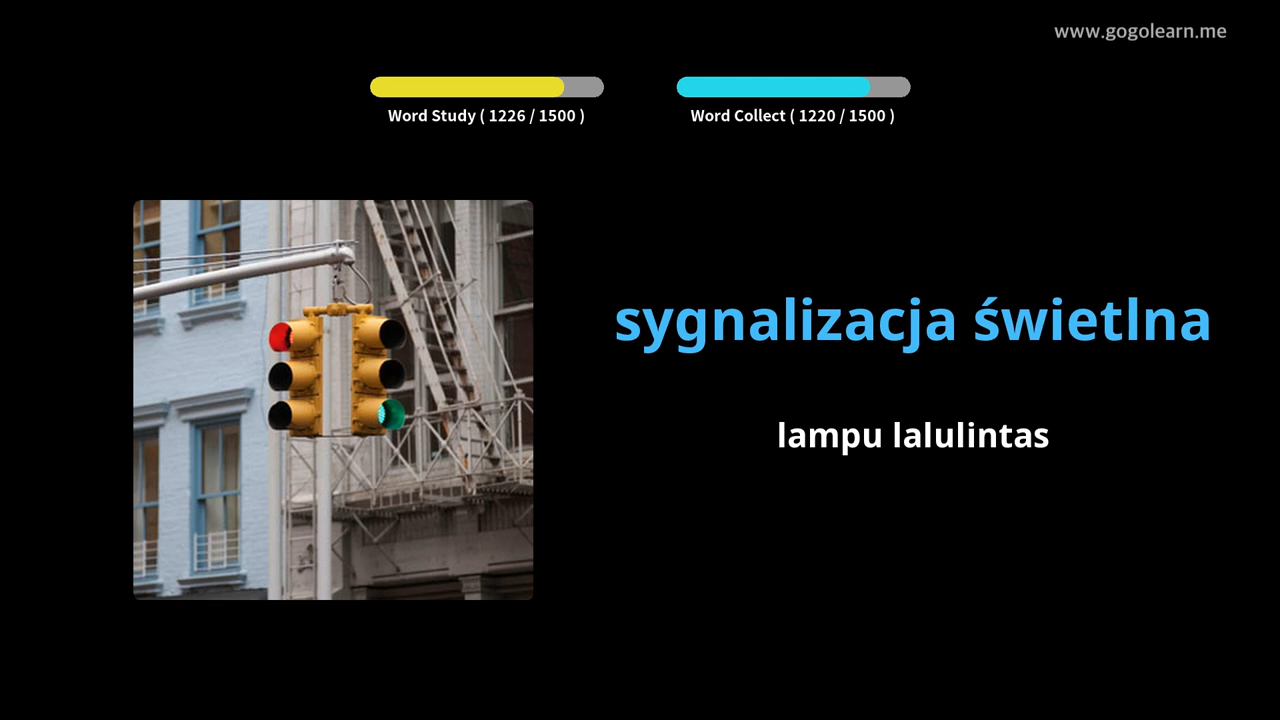 www.gogolearn.me
Word Study ( 1226 / 1500 )
Word Collect ( 1220 / 1500 )
sygnalizacja świetlna
lampu lalulintas